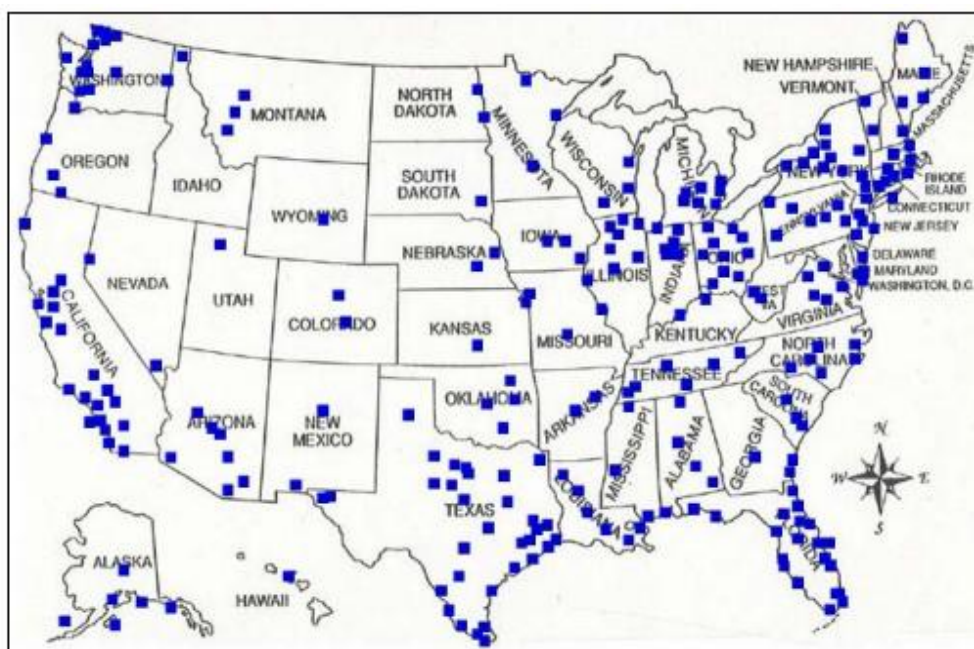 NEW HAMPSHIRE
VERMONT
MASSACHUSETTS
MAINE
WASHINGTON
MONTANA
NORTH DAKOTA
MINNESOTA
OREGON
IDAHO
WISCONSIN
MICHIGAN
NEW YORK
RHODE ISLAND
CONNECTICUT
SOUTH DAKOTA
WYOMING
IOWA
PENNSYLVANIA
NEW JERSEY
NEBRASKA
NEVADA
UTAH
ILLINOIS
INDIANA
OHIO
DELAWARE
MARYLAND
WASHINGTON, D.C.
CALIFORNIA
COLORADO
KANSAS
MISSOURI
KENTUCKY
WEST VA
VIRGINIA
NORTH CAROLINA
TENNESSEE
ARIZONA
NEW MEXICO
OKLAHOMA
ARKANSAS
MISSISSIPPI
ALABAMA
GEORGIA
SOUTH CAROLINA
N
W
E
S
TEXAS
LOUISIANA
FLORIDA
ALASKA
HAWAII